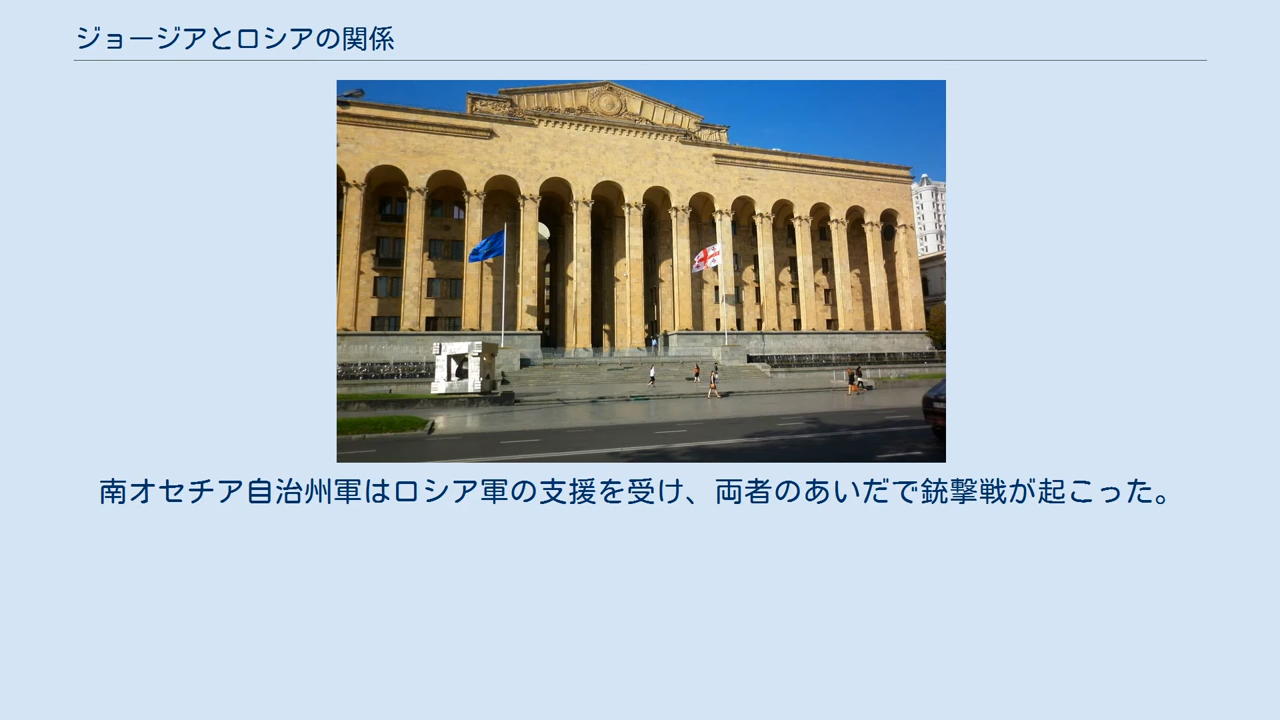 ジョージアとロシアの関係
南オセチア自治州軍はロシア軍の支援を受け、両者のあいだで銃撃戦が起こった。